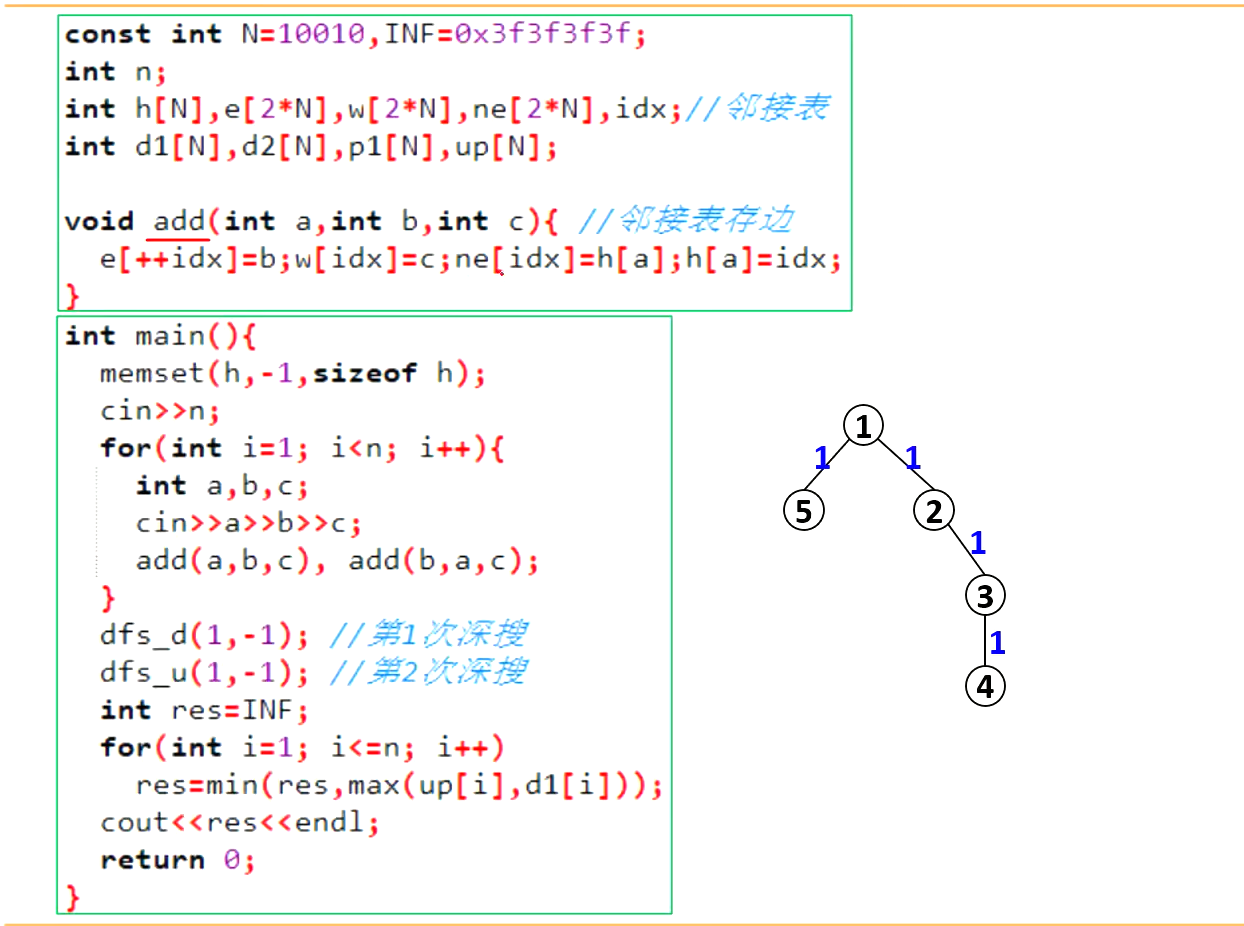 const int N=10010,INF=0x3f3f3f3f;
int n;
int h[N],e[2*N],w[2*N],ne[2*N],idx;//邻接表
int d1[N],d2[N],p1[N],up[N];
void add(int a,int b,int c){ //邻接表存边
e[++idx]=b;w[idx]=c;ne[idx]=h[a];h[a]=idx;
}
int main(){
memset(h,-1,sizeof h);
cin>>n;
for(int i=1; i<n; i++){
int a,b,c;
cin>>a>>b>>c;
add(a,b,c), add(b,a,c);
}
dfs_d(1,-1); //第1次深搜
dfs_u(1,-1); //第2次深搜
int res=INF;
for(int i=1; i<=n; i++)
res=min(res,max(up[i],d1[i]));
cout<<res<<endl;
return 0;
}
1
1 1
5 2
1
3
1
4